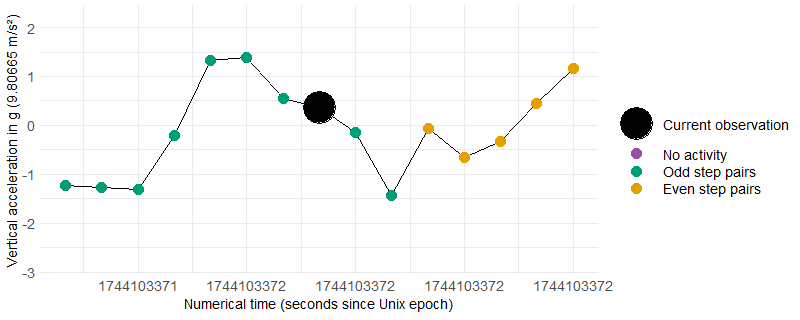 Vertical acceleration in g (9.80665 m/s²)
2
1
0
-1
-2
-3
1744103371
1744103372
1744103372
1744103372
1744103372
Numerical time (seconds since Unix epoch)
Current observation
No activity
Odd step pairs
Even step pairs